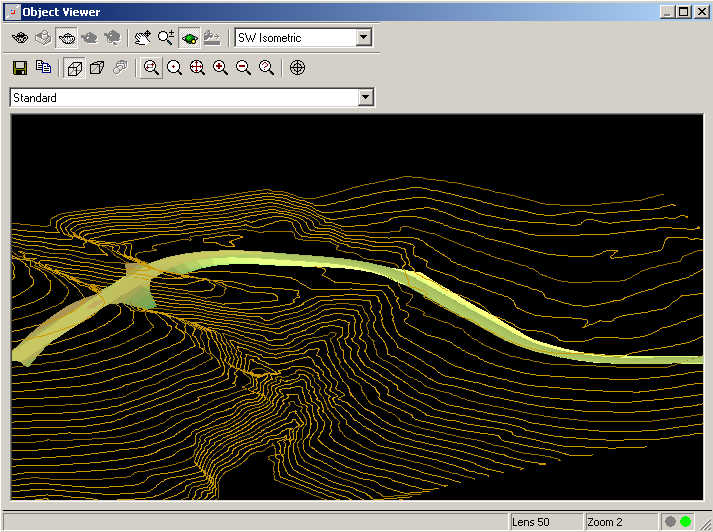 Object Viewer
SW Isometric
Standard
Lens 50
Zoom 2